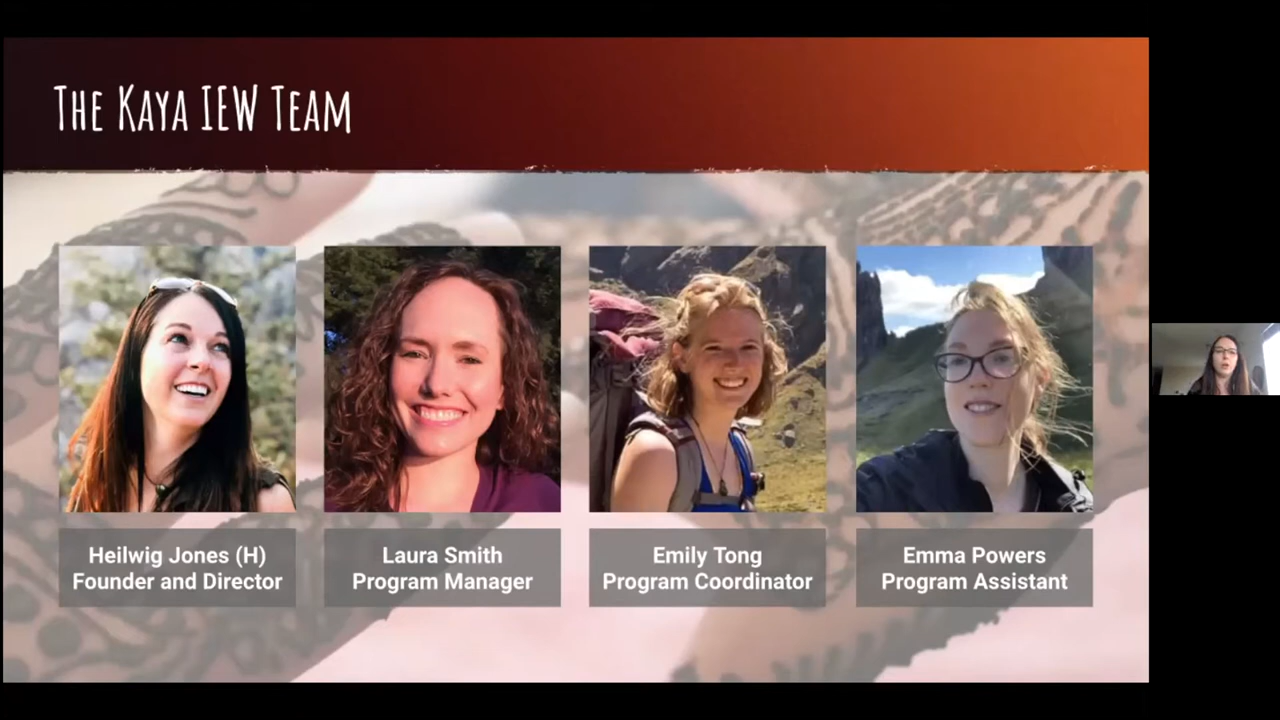 The Kaya IEW Team
Heilwig Jones (H)
Founder and Director
Laura Smith
Program Manager
Emily Tong
Program Coordinator
Emma Powers
Program Assistant